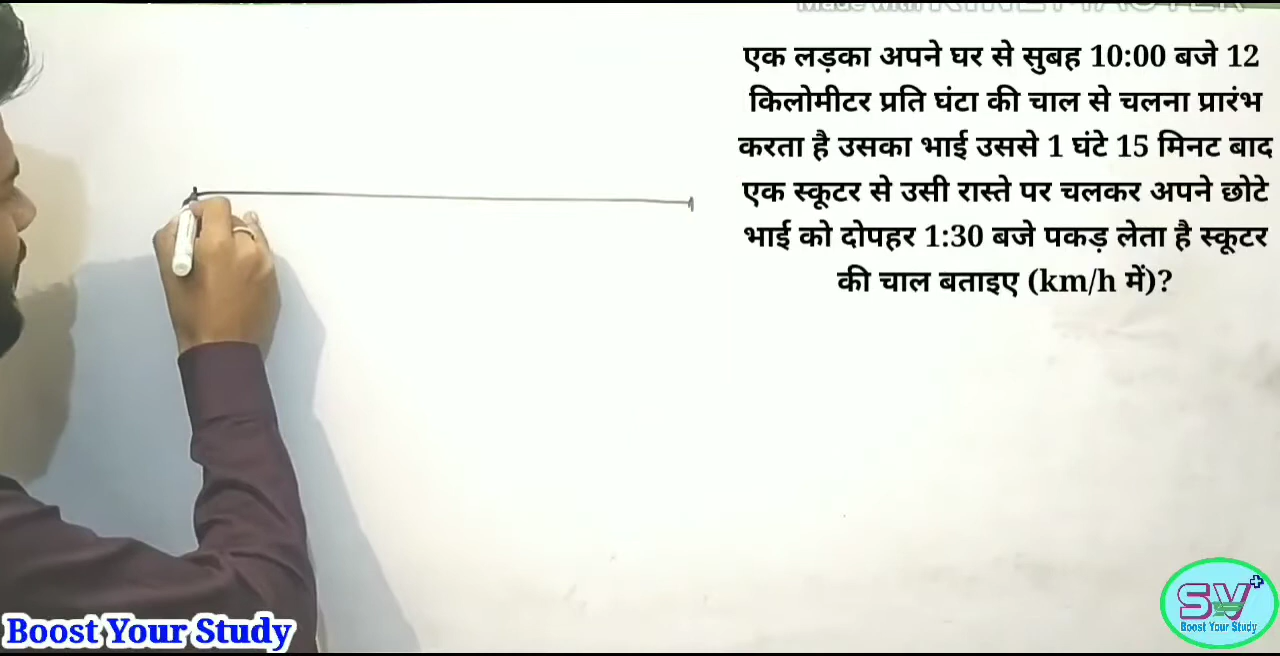 एक लड़का अपने घर से सुबह 10:00 बजे 12
किलोमीटर प्रति घंटा की चाल से चलना प्रारंभ
करता है उसका भाई उससे 1 घंटे 15 मिनट बाद
एक स्कूटर से उसी रास्ते पर चलकर अपने छोटे
भाई को दोपहर 1:30 बजे पकड़ लेता है स्कूटर
की चाल बताइए (km/h में)?
Boost Your Study
SV+
Boost Your Study